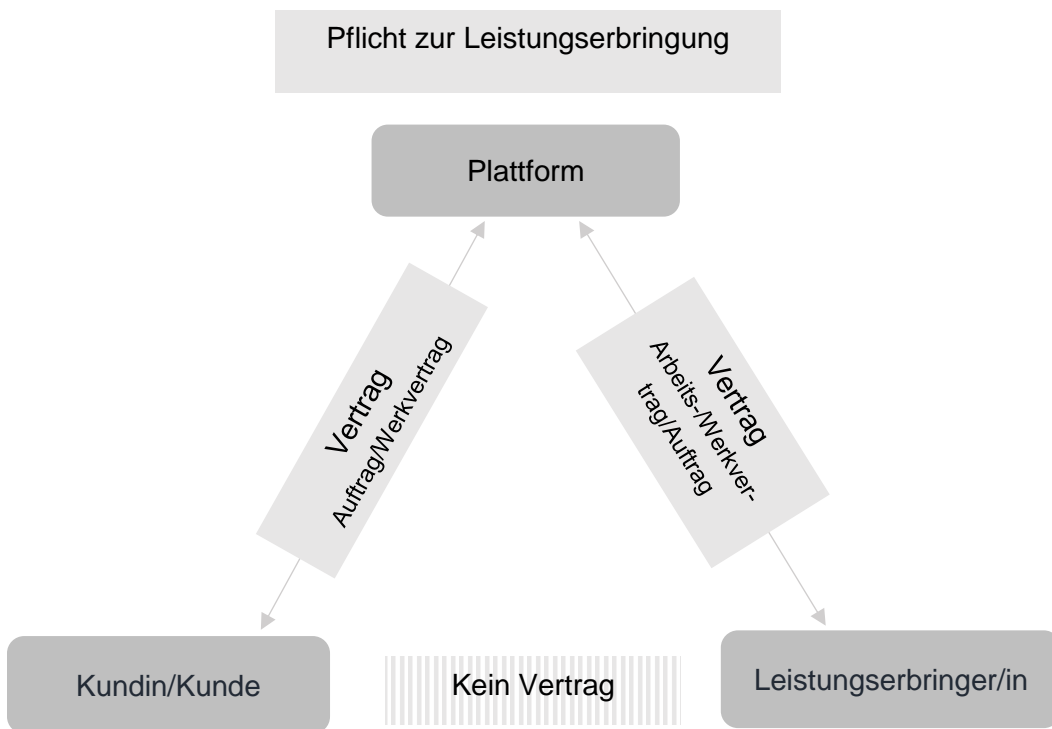 Pflicht zur Leistungserbringung
Plattform
Vertrag
Auftrag/Werkvertrag
Vertrag
Arbeits-/Werkver-
trag/Auftrag
Kundin/Kunde
Kein Vertrag
Leistungserbringer/in